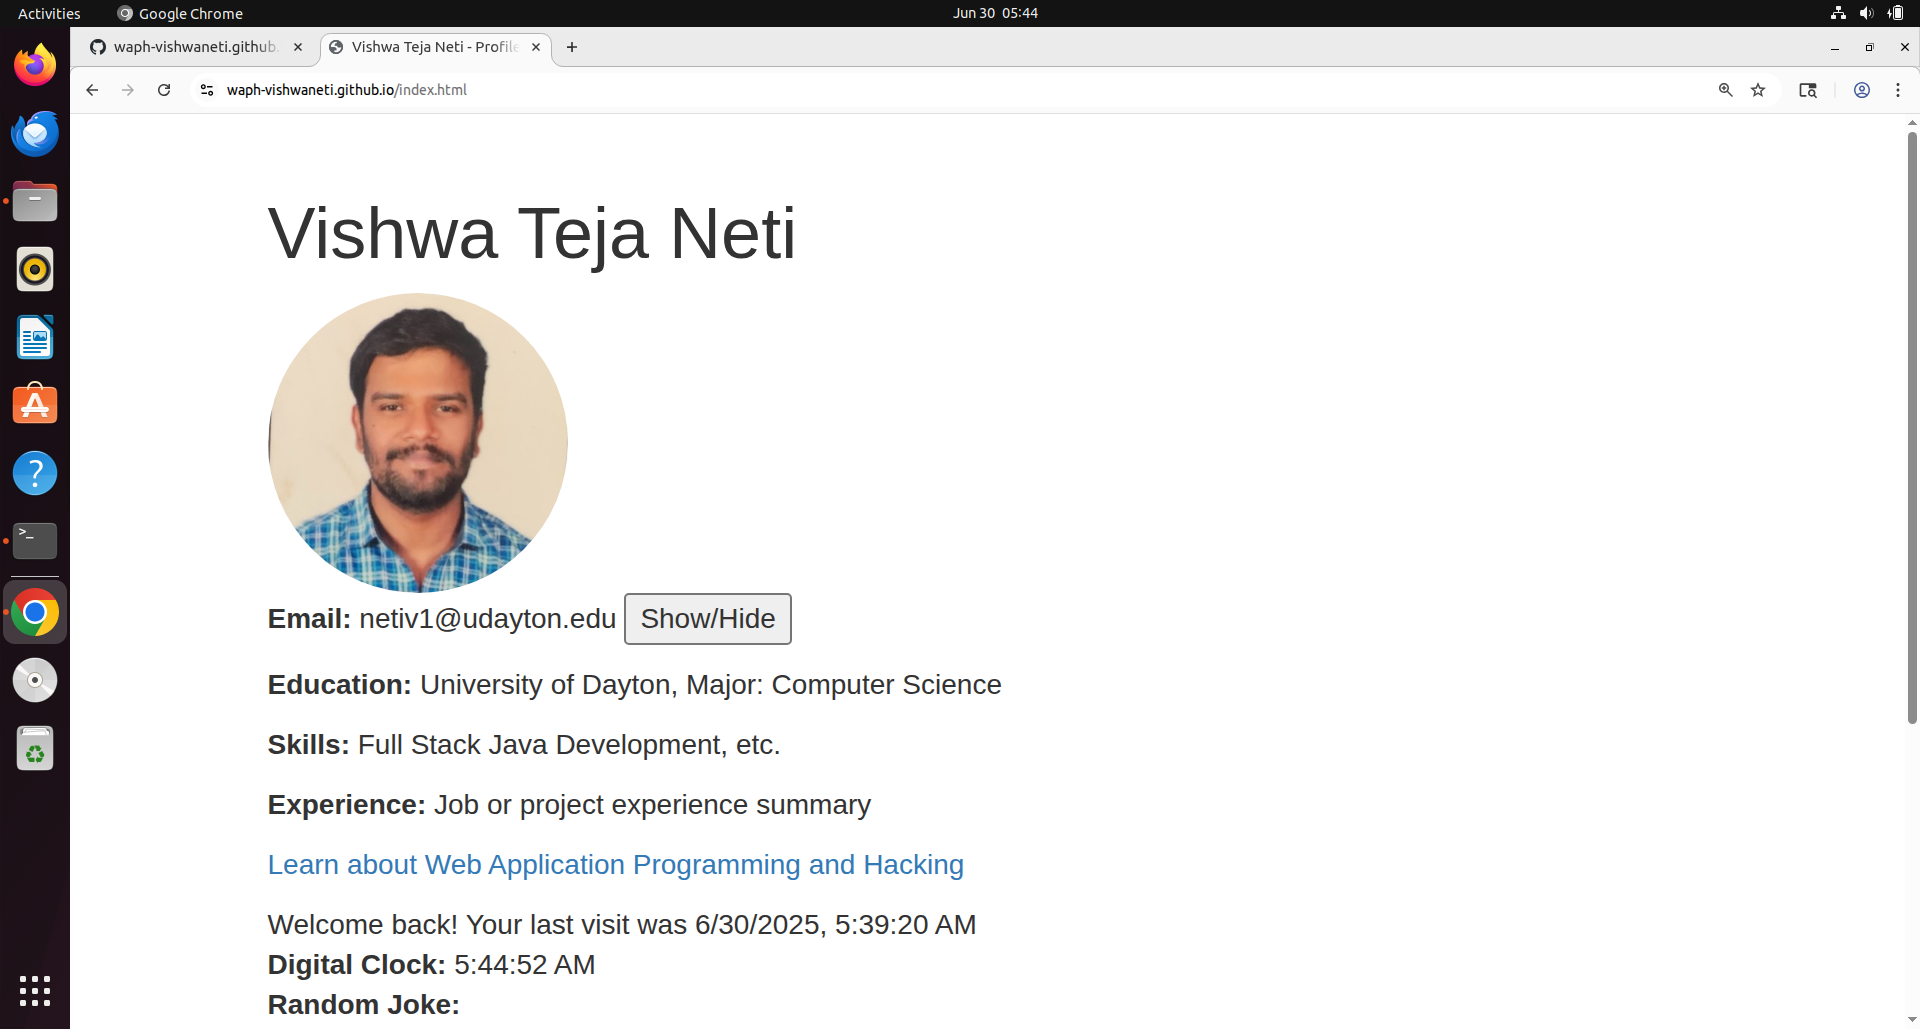 Activities
Google Chrome
Jun 30 05:44
waph-vishwaneti.github
Vishwa Teja Neti - Profile
waph-vishwaneti.github.io/index.html
Vishwa Teja Neti
Email: netiv1@udayton.edu Show/Hide
Education: University of Dayton, Major: Computer Science
Skills: Full Stack Java Development, etc.
Experience: Job or project experience summary
Learn about Web Application Programming and Hacking
Welcome back! Your last visit was 6/30/2025, 5:39:20 AM
Digital Clock: 5:44:52 AM
Random Joke: